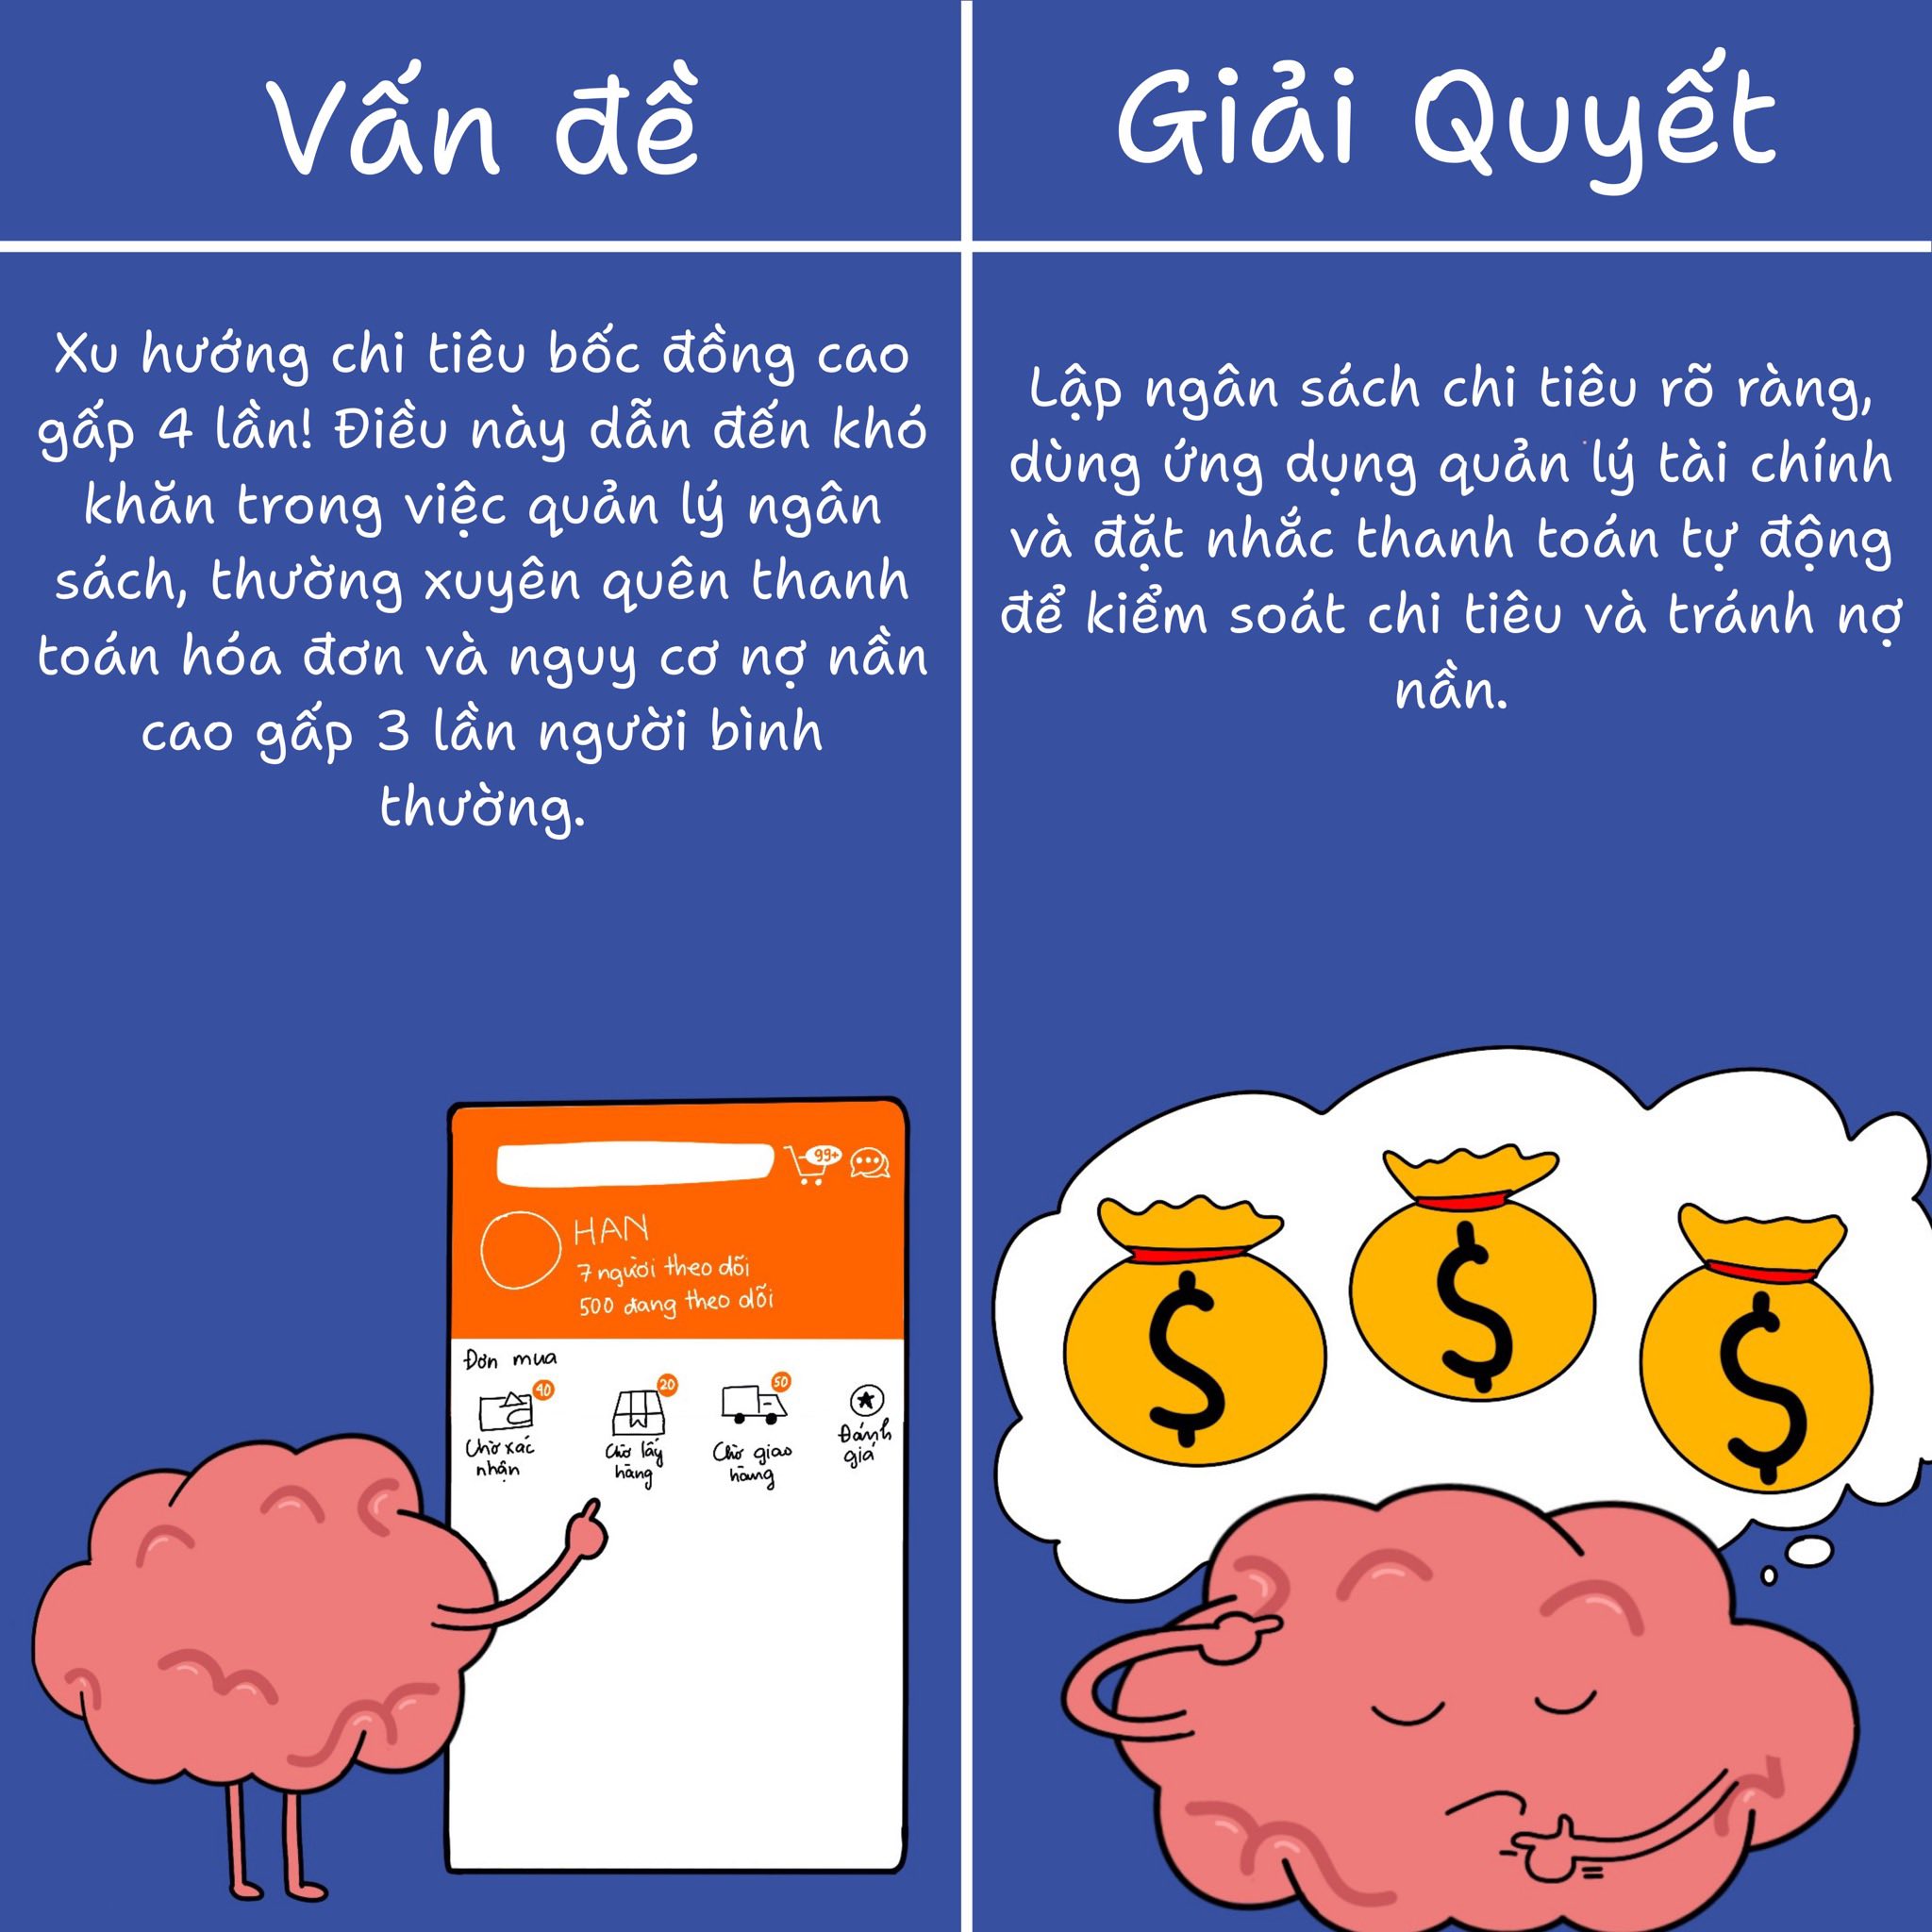 Vấn đề
Giải Quyết
Xu hướng chi tiêu bốc đồng cao
gấp 4 lần! Điều này dẫn đến khó
khăn trong việc quản lý ngân
sách, thường xuyên quên thanh
toán hóa đơn và nguy cơ nợ nần
cao gấp 3 lần người bình
thường.
Lập ngân sách chi tiêu rõ ràng,
dùng ứng dụng quản lý tài chính
và đặt nhắc thanh toán tự động
để kiểm soát chi tiêu và tránh nợ
nần.
99+
HAN
7 người theo dõi
500 đang theo dõi
Đơn mua
40
20
50
Chờ xác
nhận
Chờ lấy
hàng
Chờ giao
hàng
Đánh
giá
$
$
$